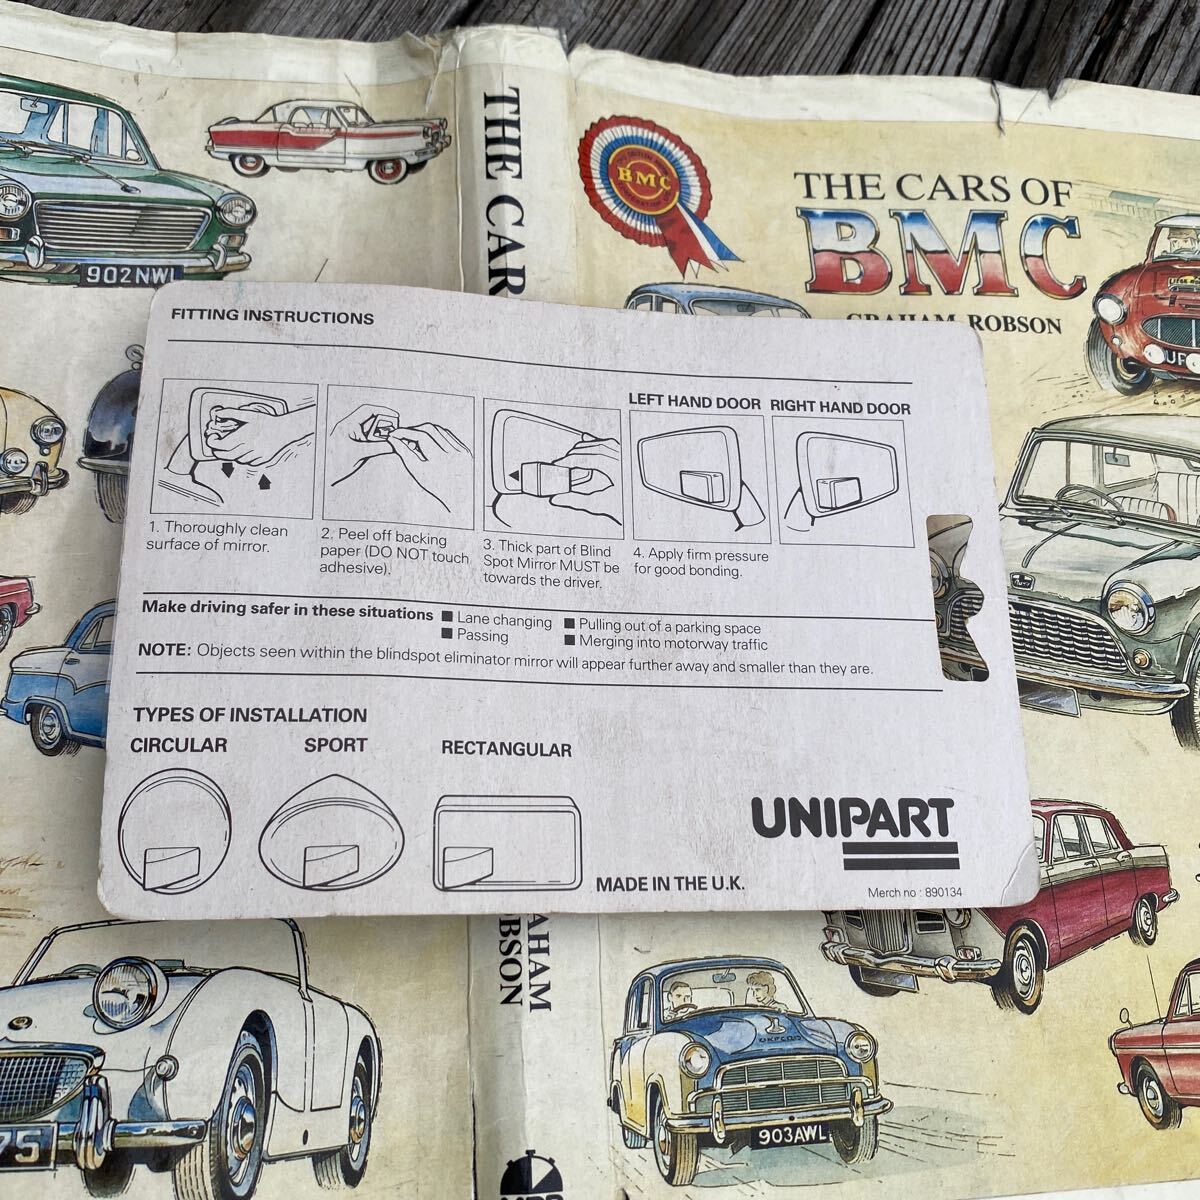 THE CARS OF
BMC
GRAHAM ROBSON
BMC
THE CAR
902NWL
FITTING INSTRUCTIONS
LEFT HAND DOOR
RIGHT HAND DOOR
1. Thoroughly clean
surface of mirror.
2. Peel off backing
paper (DO NOT touch
adhesive).
3. Thick part of Blind
Spot Mirror MUST be
towards the driver.
4. Apply firm pressure
for good bonding.
Make driving safer in these situations
■ Lane changing
■ Passing
■ Pulling out of a parking space
■ Merging into motorway traffic
NOTE: Objects seen within the blindspot eliminator mirror will appear further away and smaller than they are.
TYPES OF INSTALLATION
CIRCULAR
SPORT
RECTANGULAR
MADE IN THE U.K.
UNIPART
Merch no : 890134
AHAM
OBSON
75
903AWL